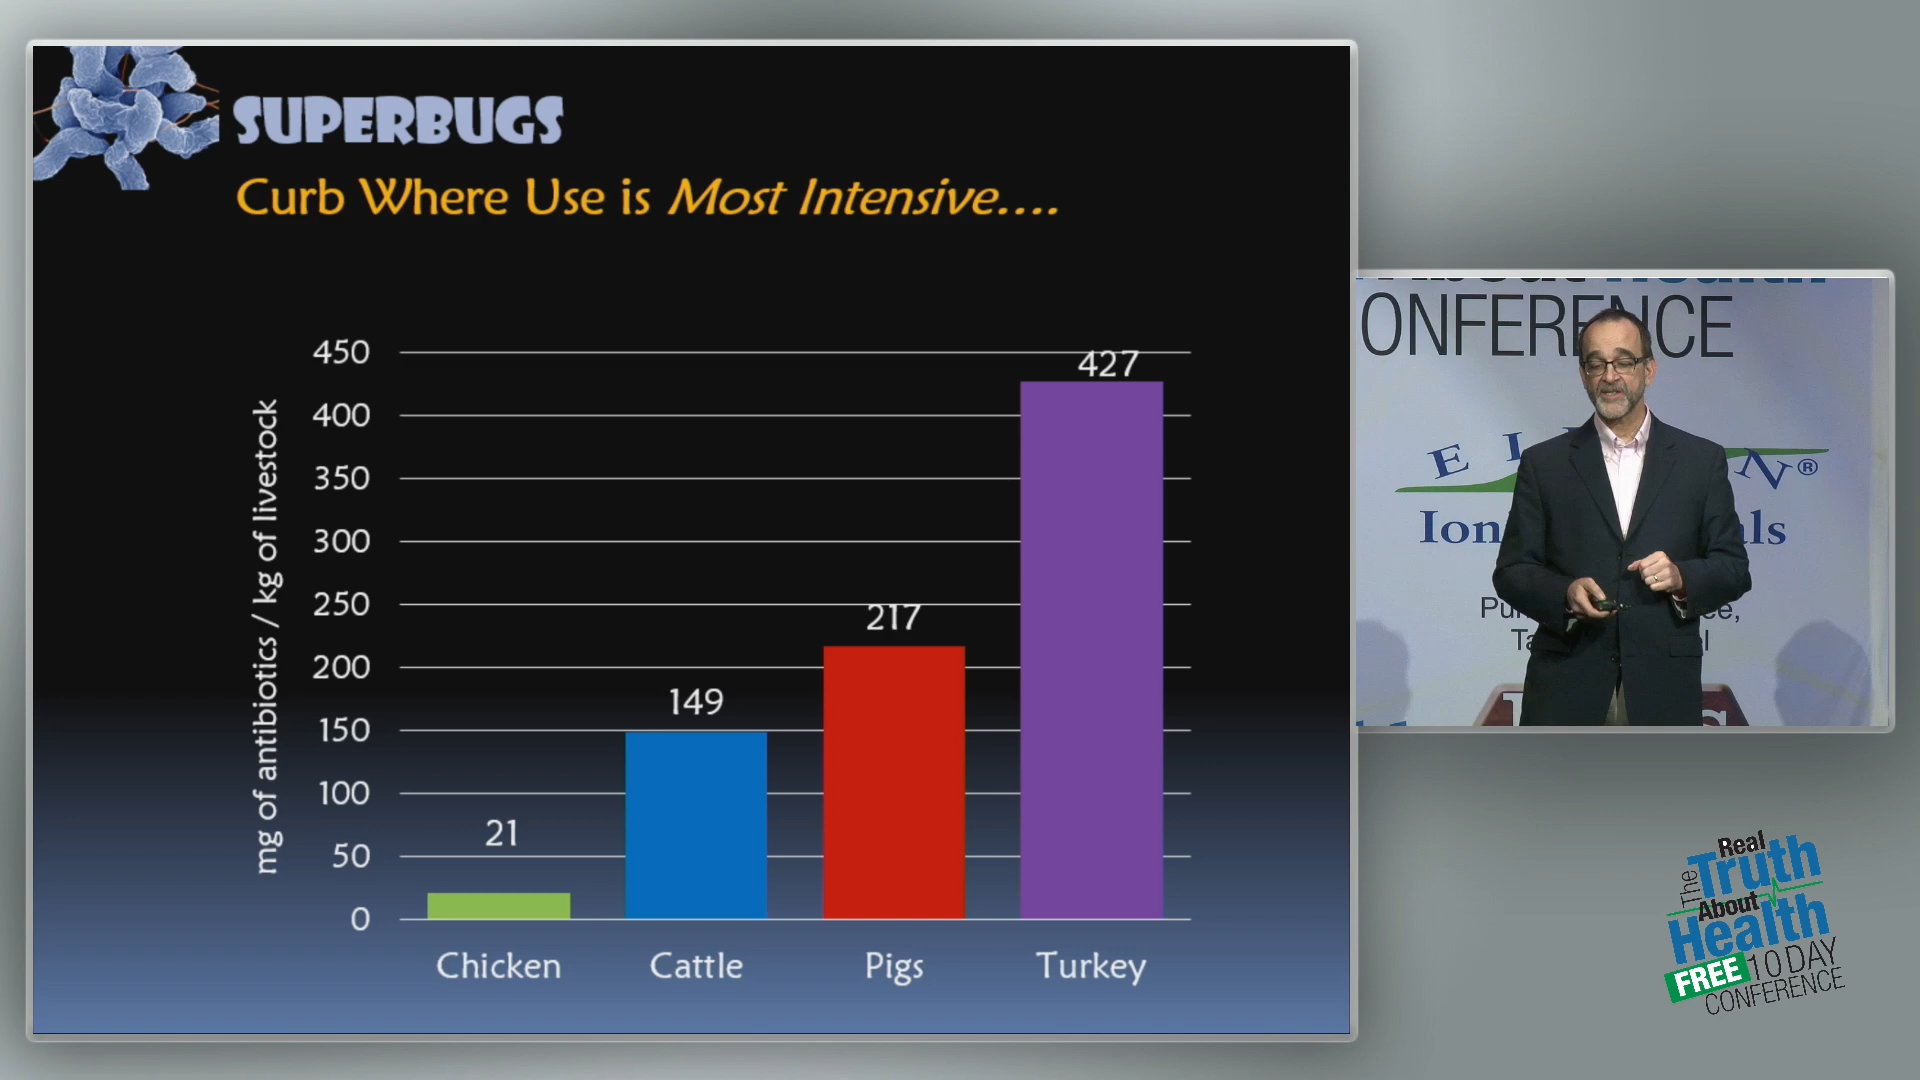 SUPERBUGS
Curb Where Use is Most Intensive....
mg of antibiotics / kg of livestock
450
400
350
300
250
200
150
100
50
0
21
149
217
427
Chicken
Cattle
Pigs
Turkey
ONFERENCE
E L
N®
Ion
als
The Real
Truth
About
Health
FREE 10 DAY
CONFERENCE